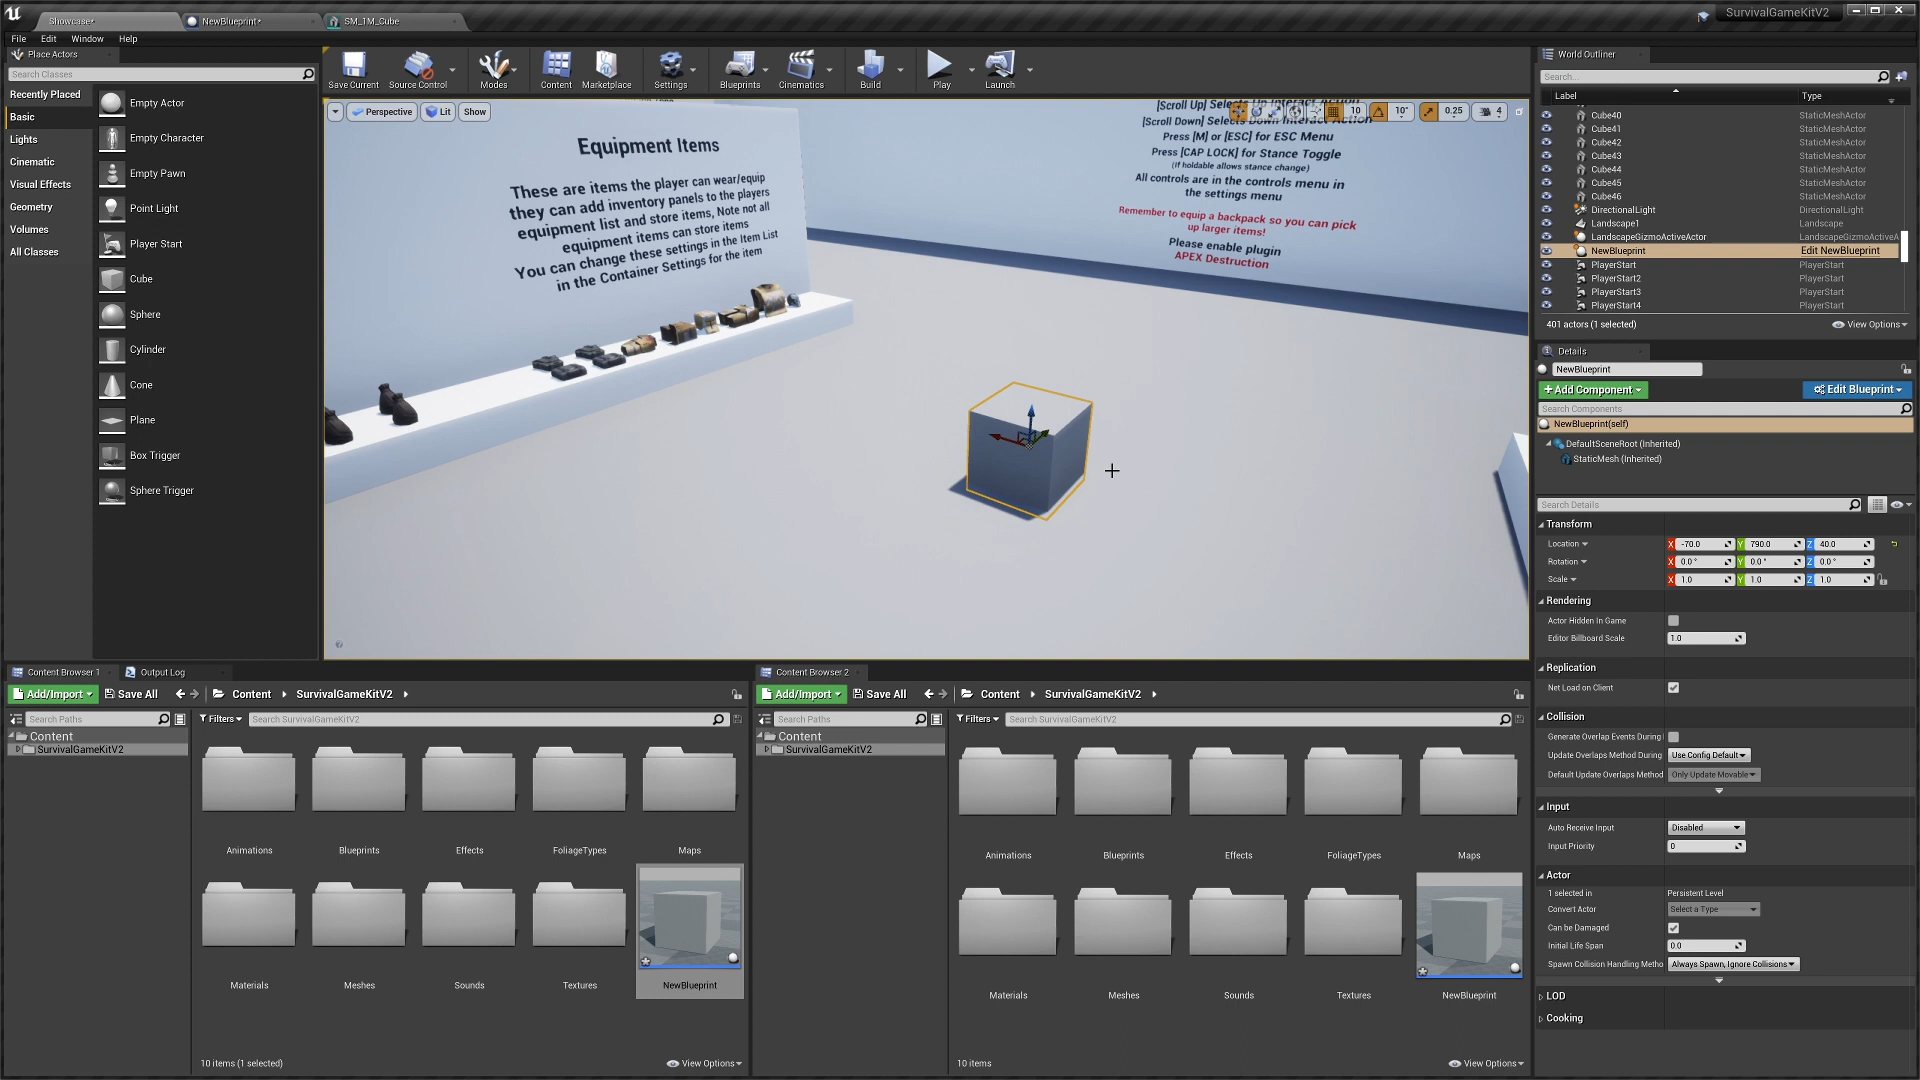 Showcase*
NewBlueprint*
SM_1M_Cube
SurvivalGameKitV2
File Edit Window Help
Place Actors
Search Classes
Recently Placed
Basic
Lights
Cinematic
Visual Effects
Geometry
Volumes
All Classes
Empty Actor
Empty Character
Empty Pawn
Point Light
Player Start
Cube
Sphere
Cylinder
Cone
Plane
Box Trigger
Sphere Trigger
Save Current
Source Control
Modes
Content
Marketplace
Settings
Blueprints
Cinematics
Build
Play
Launch
Perspective
Lit
Show
10
10°
0.25
4
Equipment Items
These are items the player can wear/equip
they can add inventory panels to the players
equipment list and store items, Note not all
equipment items can store items
You can change these settings in the Item List
in the Container Settings for the item
[Scroll Up] Selects Up Interact Action
[Scroll Down] Selects Down Interact Action
Press [M] or [ESC] for ESC Menu
Press [CAP LOCK] for Stance Toggle
(If holdable allows stance change)
All controls are in the controls menu in
the settings menu
Remember to equip a backpack so you can pick
up larger items!
Please enable plugin
APEX Destruction
World Outliner
Search...
Label Type
Cube40 StaticMeshActor
Cube41 StaticMeshActor
Cube42 StaticMeshActor
Cube43 StaticMeshActor
Cube44 StaticMeshActor
Cube45 StaticMeshActor
Cube46 StaticMeshActor
DirectionalLight DirectionalLight
Landscape1 Landscape
LandscapeGizmoActiveActor LandscapeGizmoActiveA
NewBlueprint Edit NewBlueprint
PlayerStart PlayerStart
PlayerStart2 PlayerStart
PlayerStart3 PlayerStart
PlayerStart4 PlayerStart
401 actors (1 selected)
View Options
Details
NewBlueprint
+Add Component
Edit Blueprint
Search Components
NewBlueprint(self)
DefaultSceneRoot (Inherited)
StaticMesh (Inherited)
Search Details
Transform
Location X -70.0 Y 790.0 Z 40.0
Rotation X 0.0° Y 0.0° Z 0.0°
Scale X 1.0 Y 1.0 Z 1.0
Rendering
Actor Hidden In Game
Editor Billboard Scale 1.0
Replication
Net Load on Client
Collision
Generate Overlap Events During
Update Overlaps Method During Use Config Default
Default Update Overlaps Method Only Update Movable
Input
Auto Receive Input Disabled
Input Priority 0
Actor
1 selected in Persistent Level
Convert Actor Select a Type
Can be Damaged
Initial Life Span 0.0
Spawn Collision Handling Metho Always Spawn, Ignore Collisions
LOD
Cooking
Content Browser 1
Output Log
Add/Import
Save All
Content
SurvivalGameKitV2
Search Paths
Filters
Search SurvivalGameKitV2
Content
SurvivalGameKitV2
Animations
Blueprints
Effects
FoliageTypes
Maps
Materials
Meshes
Sounds
Textures
NewBlueprint
10 items (1 selected)
View Options
Content Browser 2
Add/Import
Save All
Content
SurvivalGameKitV2
Search Paths
Filters
Search SurvivalGameKitV2
Content
SurvivalGameKitV2
Animations
Blueprints
Effects
FoliageTypes
Maps
Materials
Meshes
Sounds
Textures
NewBlueprint
10 items
View Options